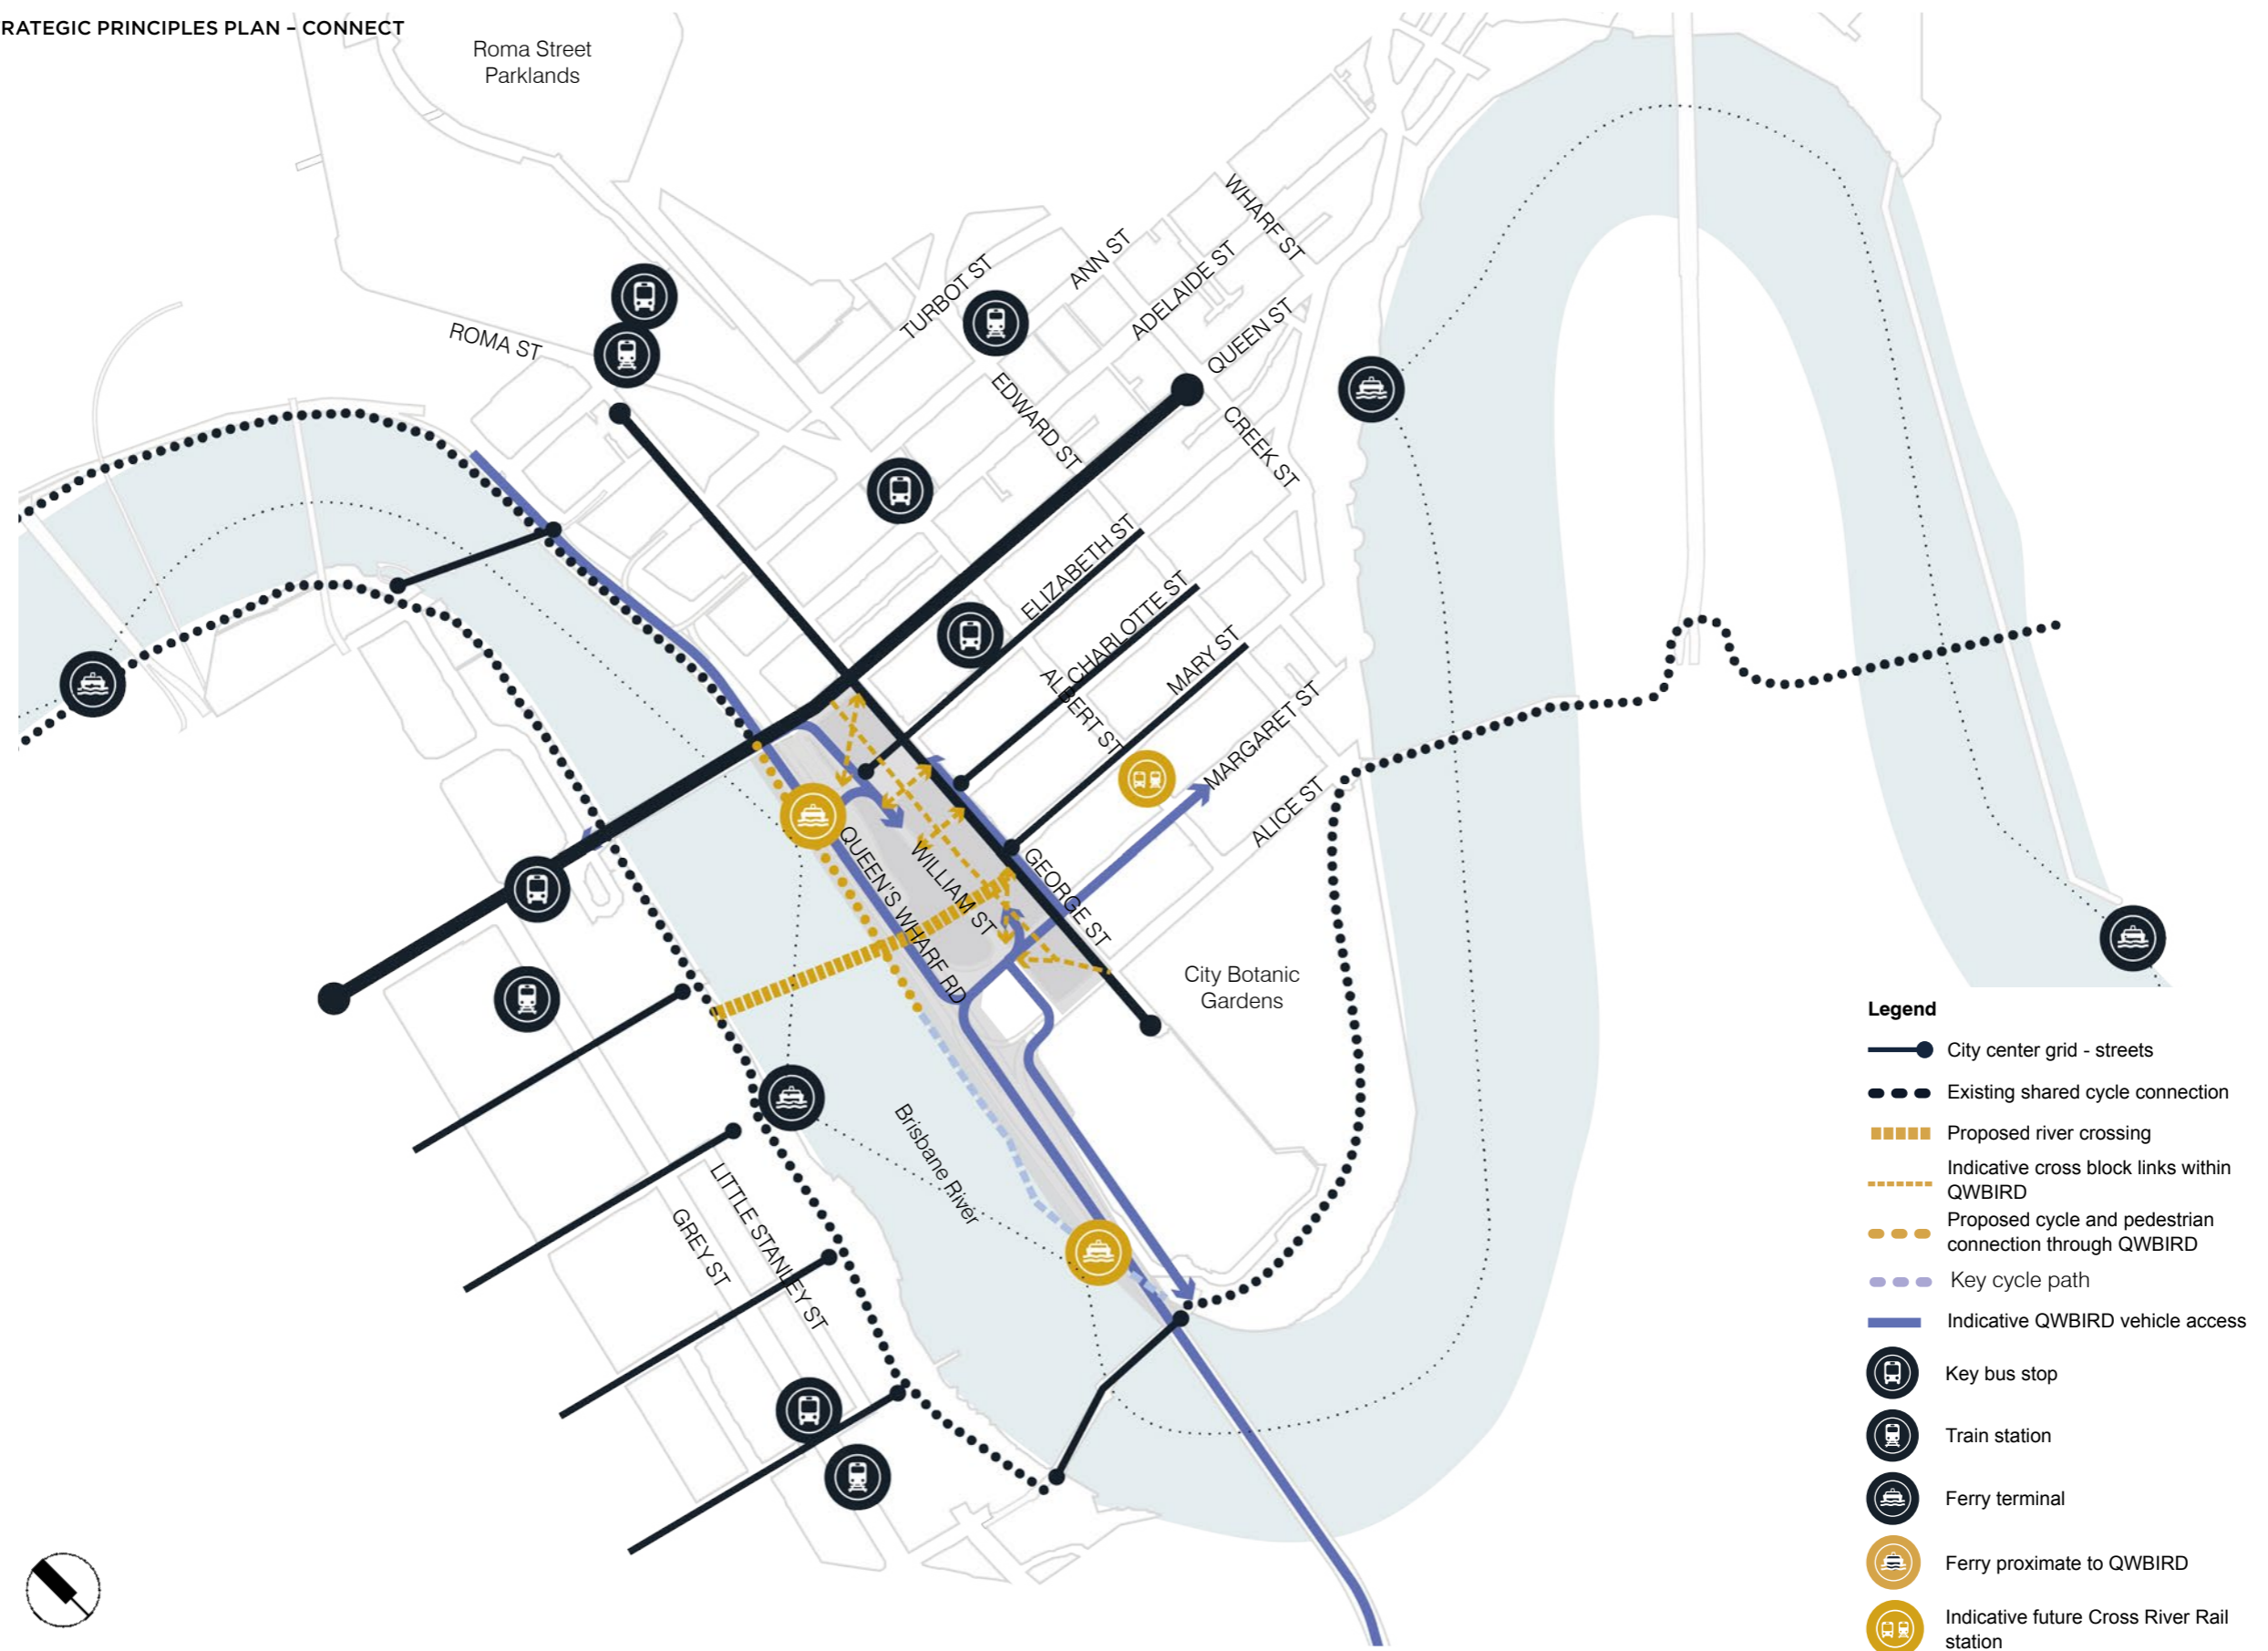 RATEGIC PRINCIPLES PLAN – CONNECT
Roma Street
Parklands
WHARF ST
ANN ST
ADELAIDE ST
TURBOT ST
QUEEN ST
ROMA ST
EDWARD ST
CREEK ST
ELIZABETH ST
CHARLOTTE ST
MARY ST
ALBERT ST
MARGARET ST
ALICE ST
QUEEN'S WHARF RD
WILLIAM ST
GEORGE ST
City Botanic
Gardens
Brisbane River
LITTLE STANLEY ST
GREY ST
Legend
City center grid - streets
Existing shared cycle connection
Proposed river crossing
Indicative cross block links within
QWBIRD
Proposed cycle and pedestrian
connection through QWBIRD
Key cycle path
Indicative QWBIRD vehicle access
Key bus stop
Train station
Ferry terminal
Ferry proximate to QWBIRD
Indicative future Cross River Rail
station